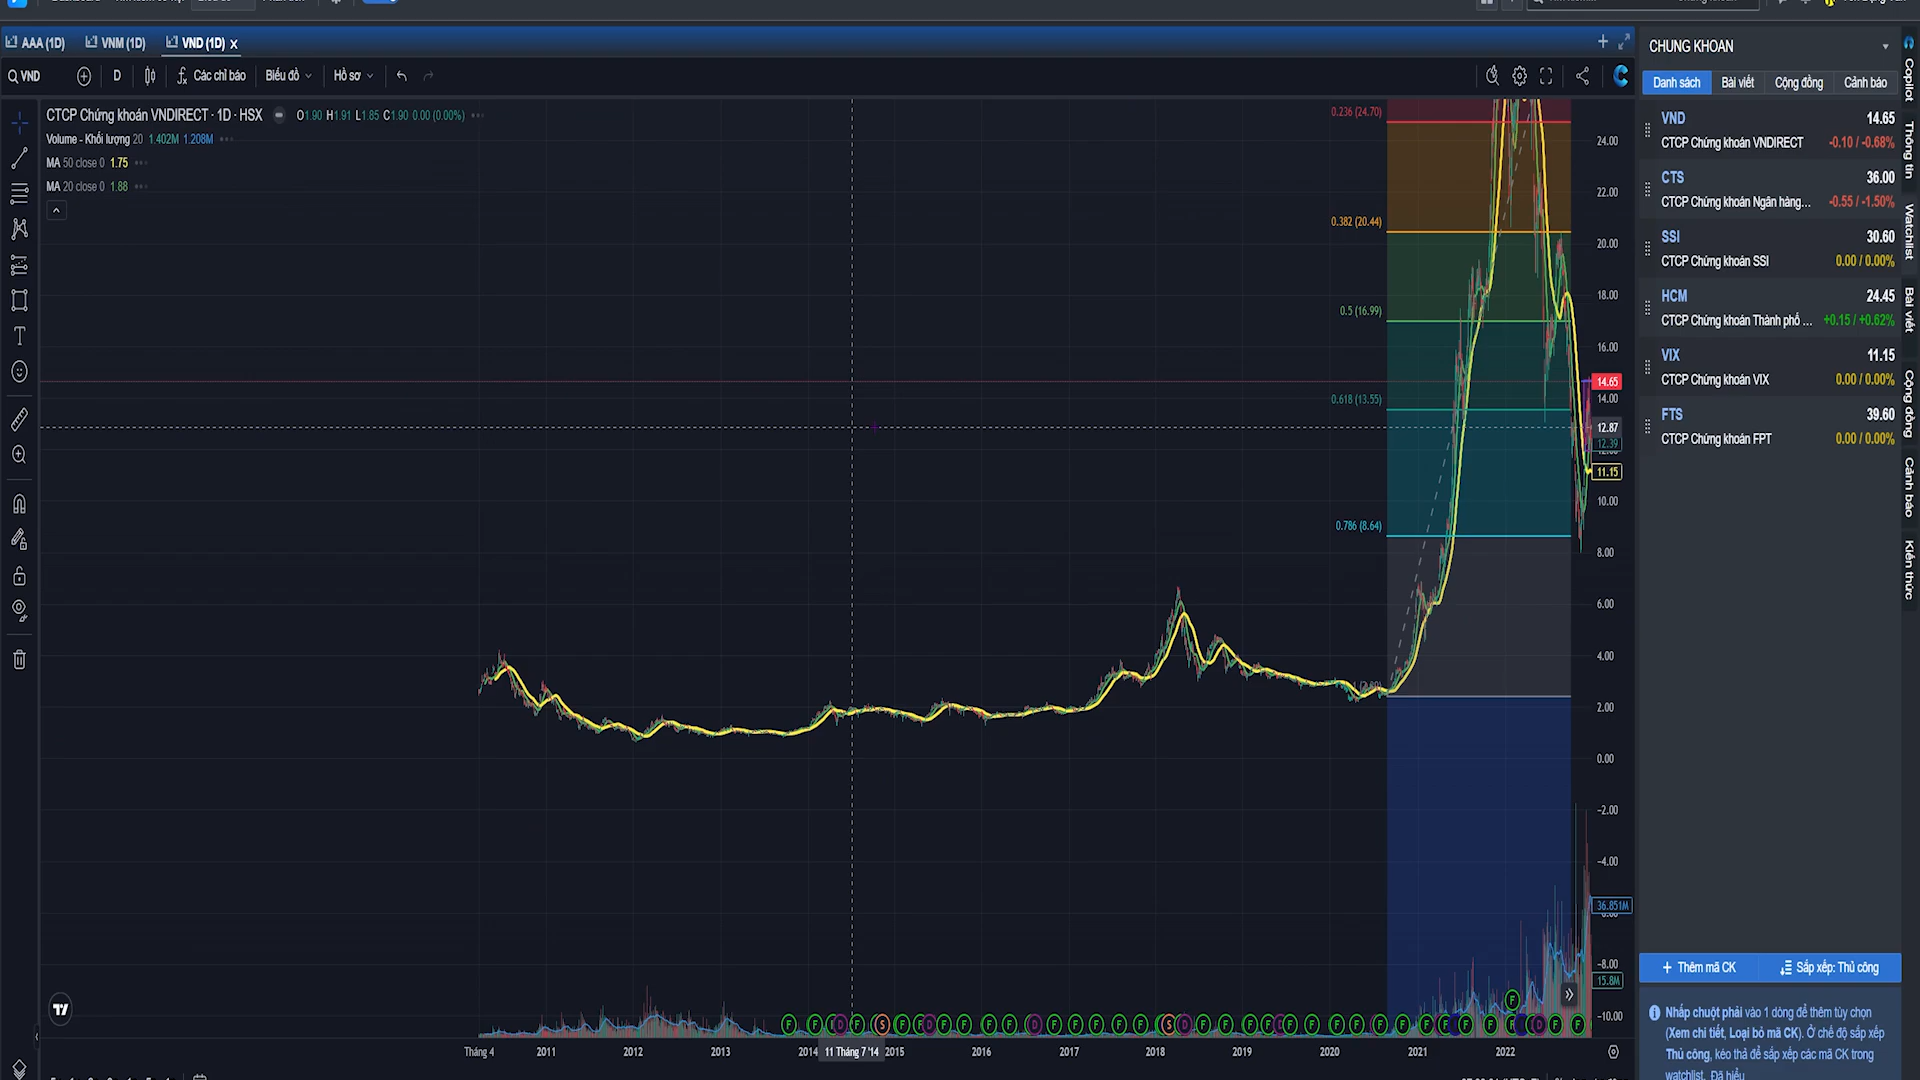 AAA (1D) VNM (1D) VND (1D) x
VND D Các chỉ báo Biểu đồ Hồ sơ
CTCP Chứng khoán VNDIRECT · 1D · HSX O1.90 H1.91 L1.85 C1.90 0.00 (0.00%)
Volume - Khối lượng 20 1.402M 1.208M
MA 50 close 0 1.75
MA 20 close 0 1.88
0.236 (24.70)
0.382 (20.44)
0.5 (16.99)
0.618 (13.55)
0.786 (8.64)
24.00
22.00
20.00
18.00
16.00
14.65
14.00
12.87
12.39
11.15
10.00
8.00
6.00
4.00
2.00
0.00
-2.00
-4.00
36.851M
-8.00
15.8M
-10.00
Tháng 4 2011 2012 2013 2014 11 Tháng 7 '14 2015 2016 2017 2018 2019 2020 2021 2022
CHUNG KHOAN
Danh sách Bài viết Cộng đồng Cảnh báo
VND 14.65
CTCP Chứng khoán VNDIRECT -0.10 / -0.68%
CTS 36.00
CTCP Chứng khoán Ngân hàng... -0.55 / -1.50%
SSI 30.60
CTCP Chứng khoán SSI 0.00 / 0.00%
HCM 24.45
CTCP Chứng khoán Thành phố ... +0.15 / +0.62%
VIX 11.15
CTCP Chứng khoán VIX 0.00 / 0.00%
FTS 39.60
CTCP Chứng khoán FPT 0.00 / 0.00%
+ Thêm mã CK Sắp xếp: Thủ công
Nhấp chuột phải vào 1 dòng để thêm tùy chọn
(Xem chi tiết, Loại bỏ mã CK). Ở chế độ sắp xếp
Thủ công, kéo thả để sắp xếp các mã CK trong
watchlist. Đã hiểu
Copilot
Thông tin
Watchlist
Bài viết
Cộng đồng
Cảnh báo
Kiến thức